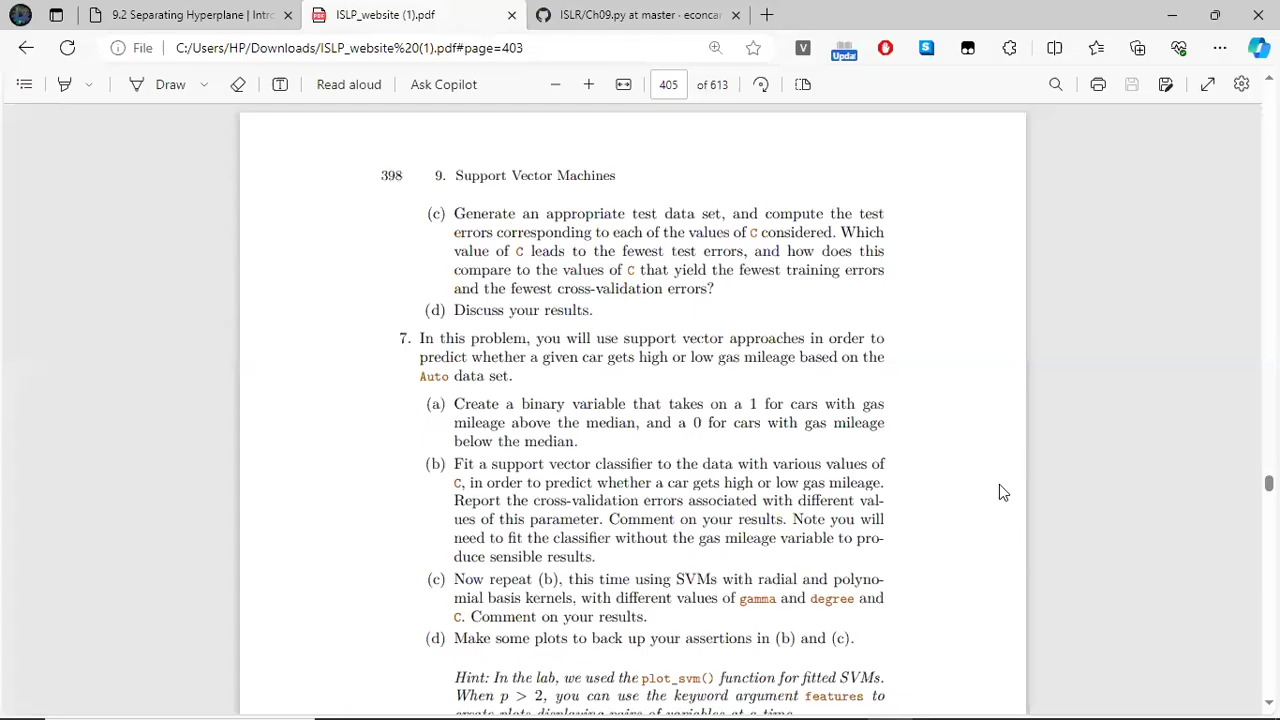 9.2 Separating Hyperplane | Intro
ISLP_website (1).pdf
ISLR/Ch09.py at master · econcar
File
C:/Users/HP/Downloads/ISLP_website%20(1).pdf#page=403
V
Updat
S
Draw
Read aloud
Ask Copilot
405 of 613
398 9. Support Vector Machines
(c) Generate an appropriate test data set, and compute the test
errors corresponding to each of the values of C considered. Which
value of C leads to the fewest test errors, and how does this
compare to the values of C that yield the fewest training errors
and the fewest cross-validation errors?
(d) Discuss your results.
7. In this problem, you will use support vector approaches in order to
predict whether a given car gets high or low gas mileage based on the
Auto data set.
(a) Create a binary variable that takes on a 1 for cars with gas
mileage above the median, and a 0 for cars with gas mileage
below the median.
(b) Fit a support vector classifier to the data with various values of
C, in order to predict whether a car gets high or low gas mileage.
Report the cross-validation errors associated with different val-
ues of this parameter. Comment on your results. Note you will
need to fit the classifier without the gas mileage variable to pro-
duce sensible results.
(c) Now repeat (b), this time using SVMs with radial and polyno-
mial basis kernels, with different values of gamma and degree and
C. Comment on your results.
(d) Make some plots to back up your assertions in (b) and (c).
Hint: In the lab, we used the plot_svm() function for fitted SVMs.
When p > 2, you can use the keyword argument features to
create plots displaying pairs of variables at a time.